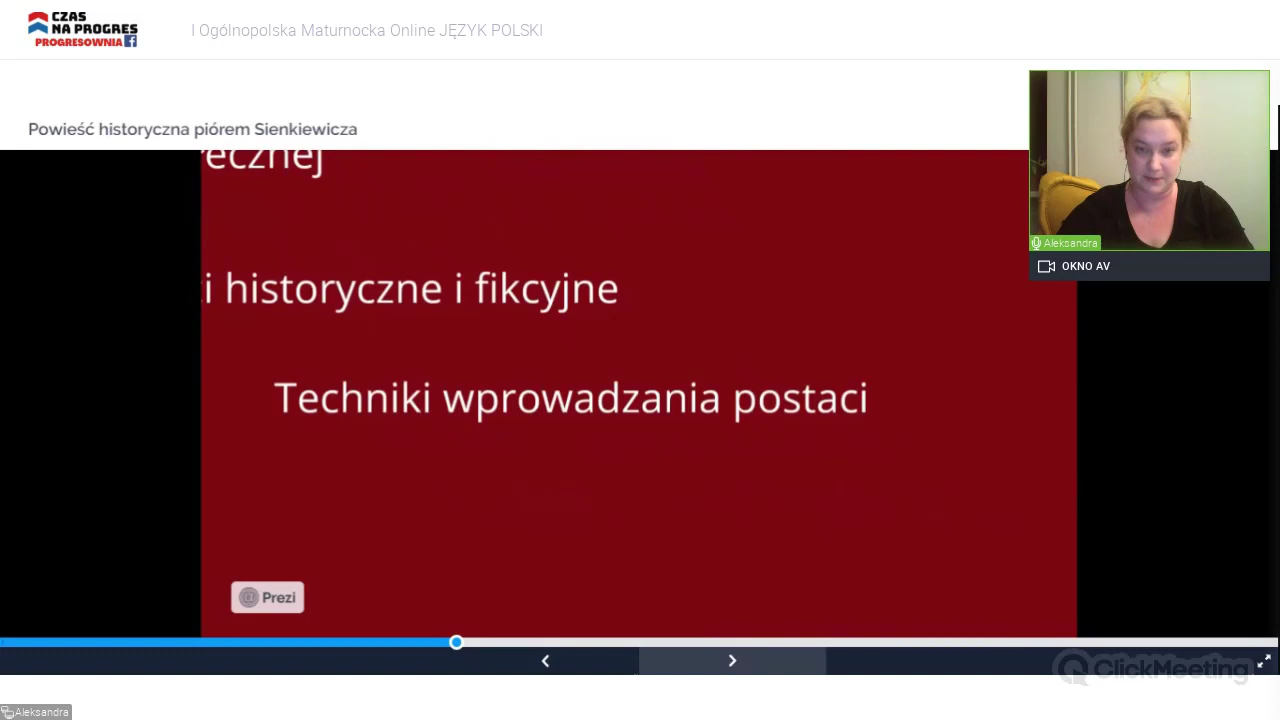 CZAS
NA PROGRES
PROGRESOWNIA
I Ogólnopolska Maturnocka Online JĘZYK POLSKI
Powieść historyczna piórem Sienkiewicza
ecznej
i historyczne i fikcyjne
Techniki wprowadzania postaci
Aleksandra
OKNO AV
Prezi
ClickMeeting
Aleksandra